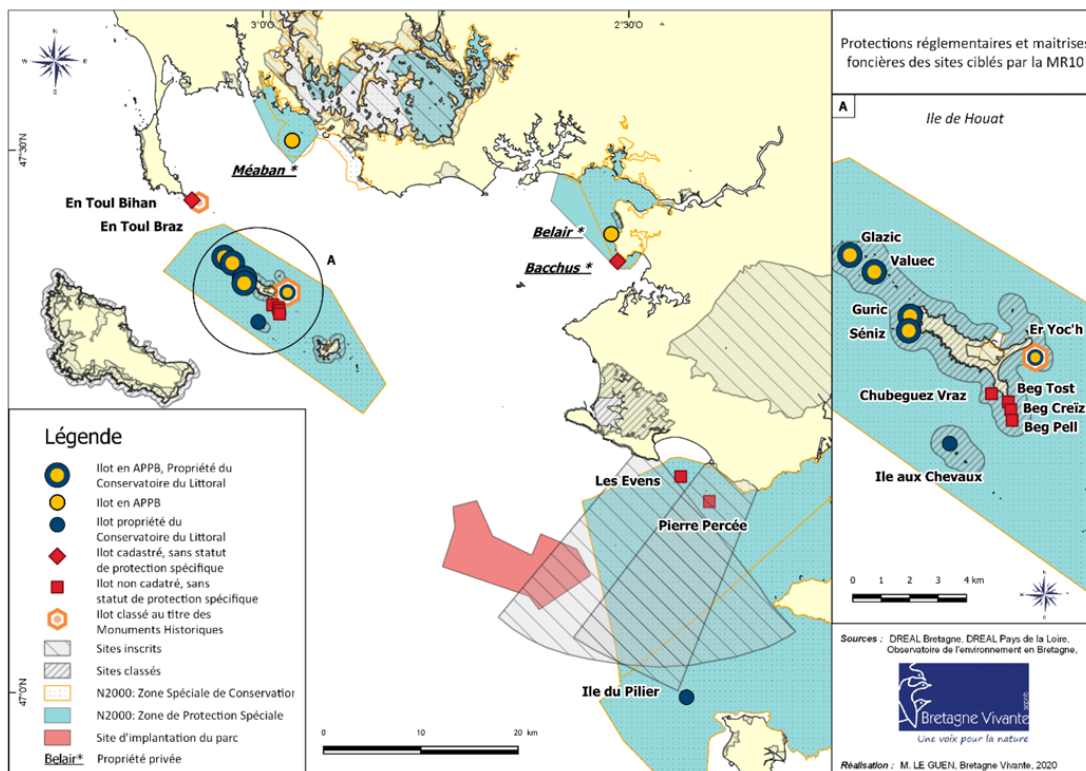 3°0'O
2°30'O
47°30'N
47°0'N
Méaban *
En Toul Bihan
En Toul Braz
A
Belair *
Bacchus *
Les Evens
Pierre Percée
Ile du Pilier
0 10 20 km
Légende
Ilot en APPB, Propriété du
Conservatoire du Littoral
Ilot en APPB
Ilot propriété du
Conservatoire du Littoral
Ilot cadastré, sans statut
de protection spécifique
Ilot non cadatré, sans
statut de protection spécifique
Ilot classé au titre des
Monuments Historiques
Sites inscrits
Sites classés
N2000: Zone Spéciale de Conservation
N2000: Zone de Protection Spéciale
Site d'implantation du parc
Belair* Propriété privée
Protections réglementaires et maitrises
foncières des sites ciblés par la MR10
A
Ile de Houat
Glazic
Valuec
Guric
Séniz
Er Yoc'h
Beg Tost
Chubeguez Vraz
Beg Creïz
Beg Pell
Ile aux Chevaux
0 1 2 3 4 km
Sources : DREAL Bretagne, DREAL Pays de la Loire,
Observatoire de l'environnement en Bretagne,
Bretagne Vivante
Une voix pour la nature
Réalisation : M. LE GUEN, Bretagne Vivante, 2020